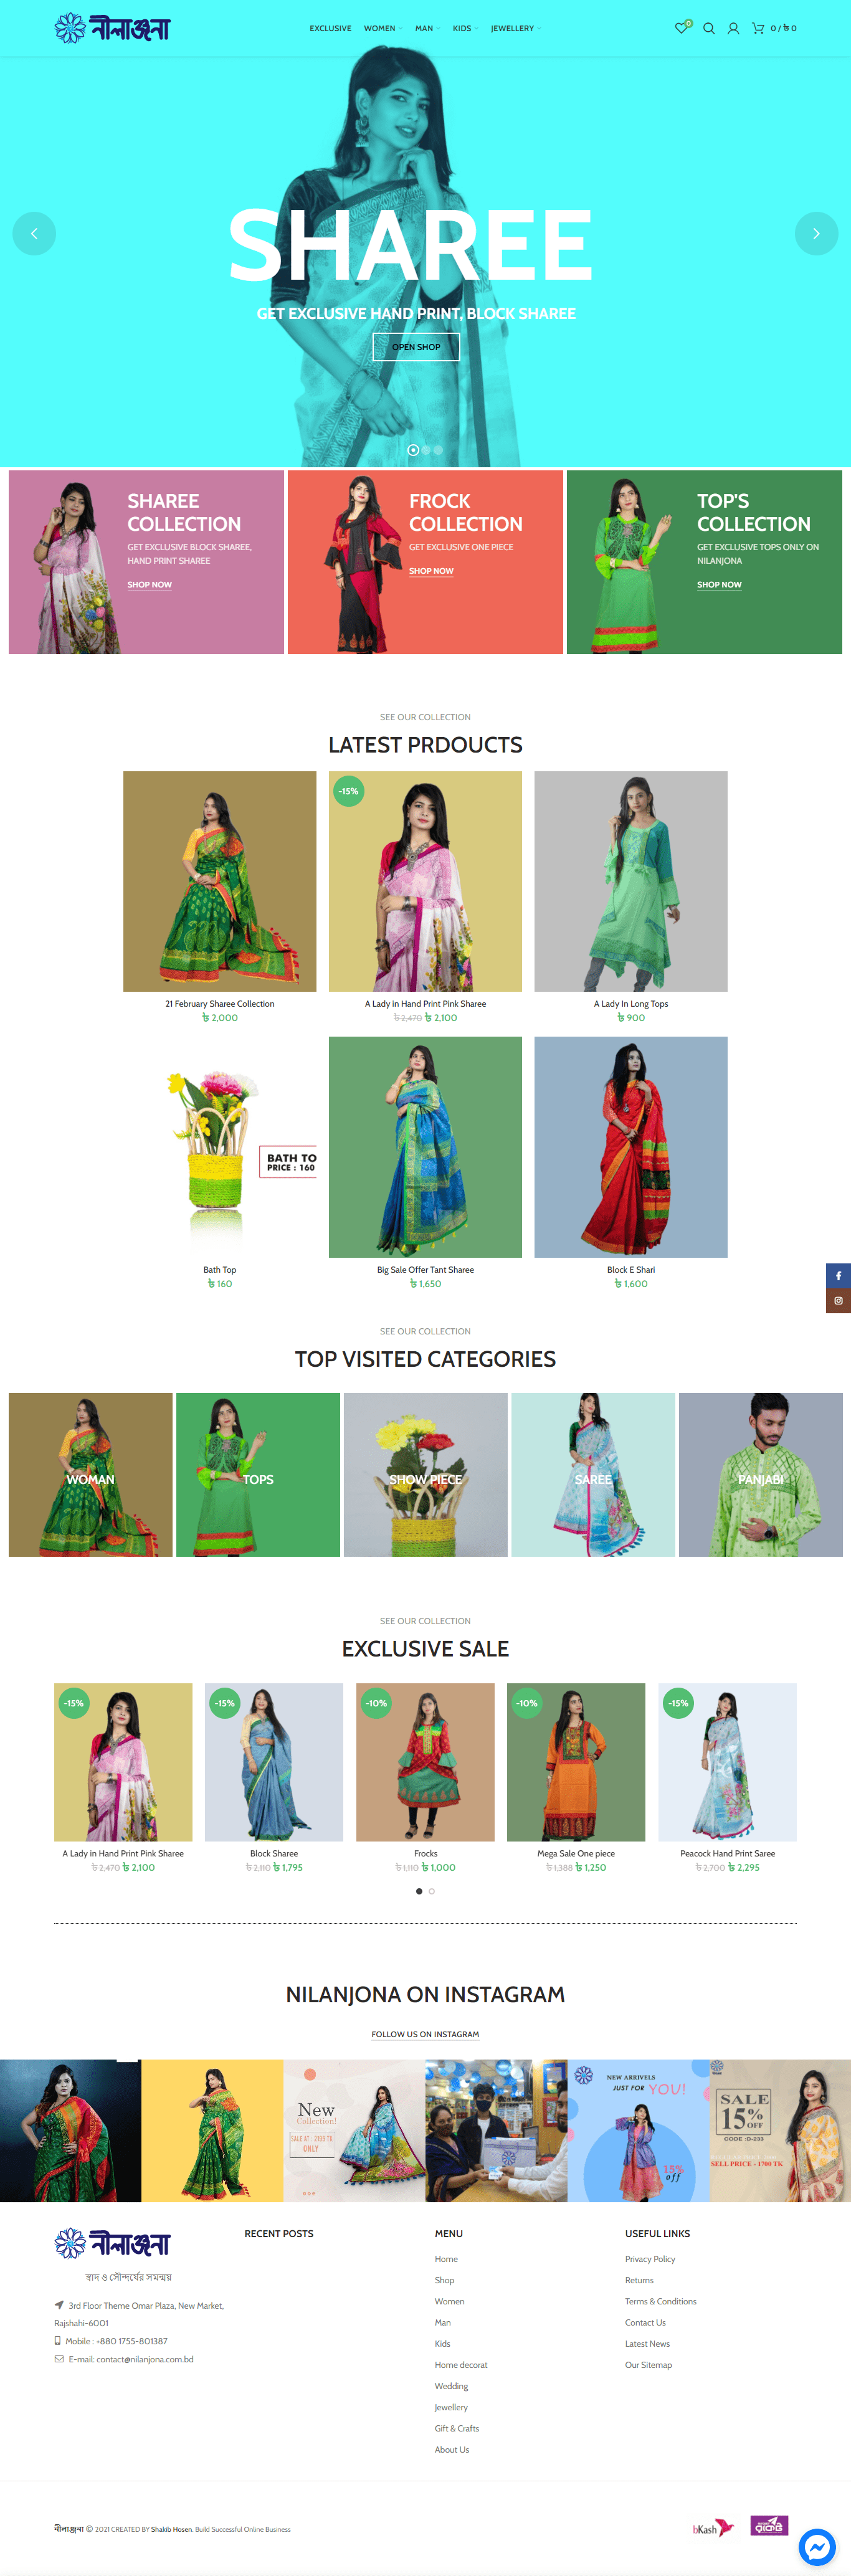 নীলাঞ্জনা
EXCLUSIVE WOMEN MAN KIDS JEWELLERY
0
0 / ৳ 0
SHAREE
GET EXCLUSIVE HAND PRINT, BLOCK SHAREE
OPEN SHOP
SHAREE
COLLECTION
GET EXCLUSIVE BLOCK SHAREE,
HAND PRINT SHAREE
SHOP NOW
FROCK
COLLECTION
GET EXCLUSIVE ONE PIECE
SHOP NOW
TOP'S
COLLECTION
GET EXCLUSIVE TOPS ONLY ON
NILANJONA
SHOP NOW
SEE OUR COLLECTION
LATEST PRDOUCTS
-15%
21 February Sharee Collection
৳ 2,000
A Lady in Hand Print Pink Sharee
৳ 2,470 ৳ 2,100
A Lady In Long Tops
৳ 900
BATH TO
PRICE : 160
Bath Top
৳ 160
Big Sale Offer Tant Sharee
৳ 1,650
Block E Shari
৳ 1,600
SEE OUR COLLECTION
TOP VISITED CATEGORIES
WOMAN
TOPS
SHOW PIECE
SAREE
PANJABI
SEE OUR COLLECTION
EXCLUSIVE SALE
-15%
-15%
-10%
-10%
-15%
A Lady in Hand Print Pink Sharee
৳ 2,470 ৳ 2,100
Block Sharee
৳ 2,110 ৳ 1,795
Frocks
৳ 1,110 ৳ 1,000
Mega Sale One piece
৳ 1,388 ৳ 1,250
Peacock Hand Print Saree
৳ 2,700 ৳ 2,295
NILANJONA ON INSTAGRAM
FOLLOW US ON INSTAGRAM
New
Collection!
SALE AT : 2195 TK
ONLY
NEW ARRIVELS
JUST FOR YOU!
15%
off
SALE
15% OFF
CODE :D-233
SELL PRICE - 1700 TK
নীলাঞ্জনা
স্বাদ ও সৌন্দর্যের সমন্বয়
3rd Floor Theme Omar Plaza, New Market,
Rajshahi-6001
Mobile : +880 1755-801387
E-mail: contact@nilanjona.com.bd
RECENT POSTS
MENU
Home
Shop
Women
Man
Kids
Home decorat
Wedding
Jewellery
Gift & Crafts
About Us
USEFUL LINKS
Privacy Policy
Returns
Terms & Conditions
Contact Us
Latest News
Our Sitemap
নীলাঞ্জনা © 2021 CREATED BY Shakib Hosen. Build Successful Online Business
bKash
রকেট